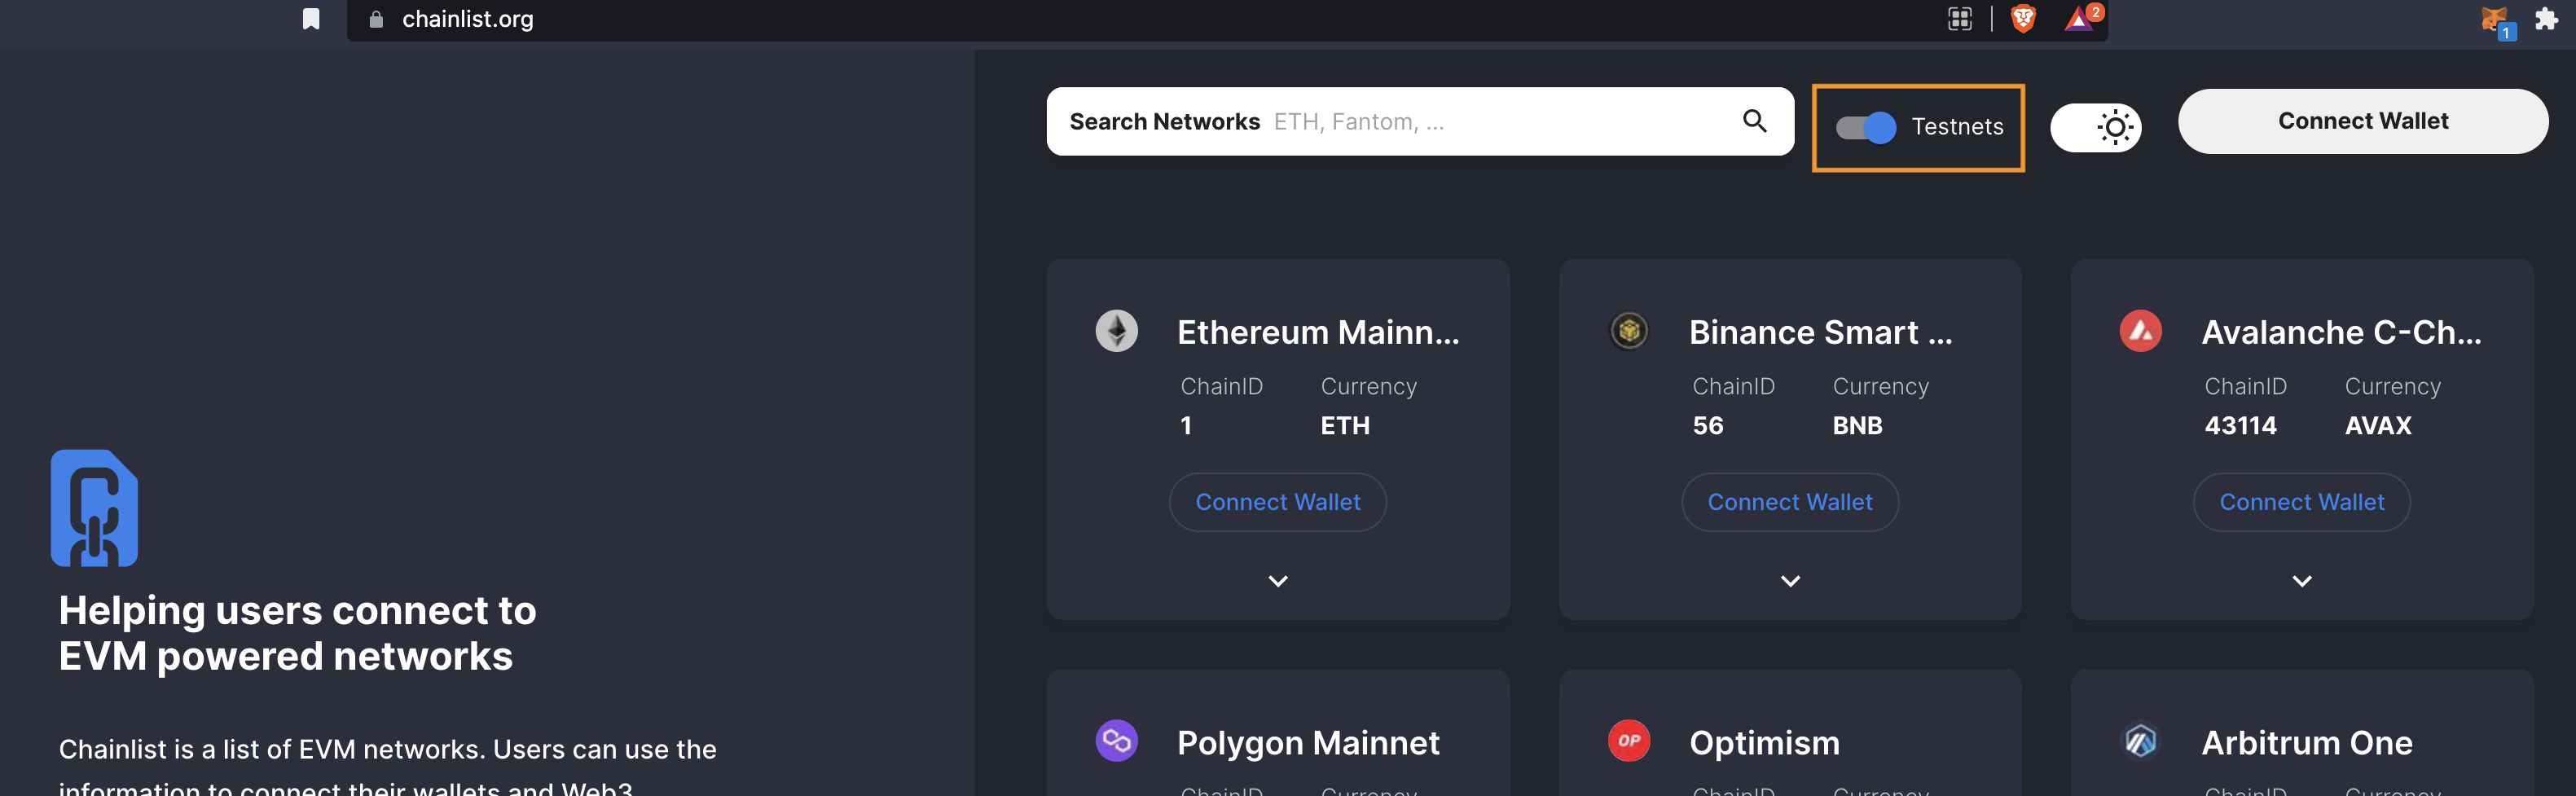 chainlist.org
2
1
Search Networks ETH, Fantom, ...
Testnets
Connect Wallet
Ethereum Mainn...
ChainID Currency
1 ETH
Connect Wallet
Binance Smart ...
ChainID Currency
56 BNB
Connect Wallet
Avalanche C-Ch...
ChainID Currency
43114 AVAX
Connect Wallet
Helping users connect to
EVM powered networks
Chainlist is a list of EVM networks. Users can use the
information to connect their wallets and Web3
Polygon Mainnet
ChainID Currency
OP
Optimism
ChainID Currency
Arbitrum One
ChainID Currency